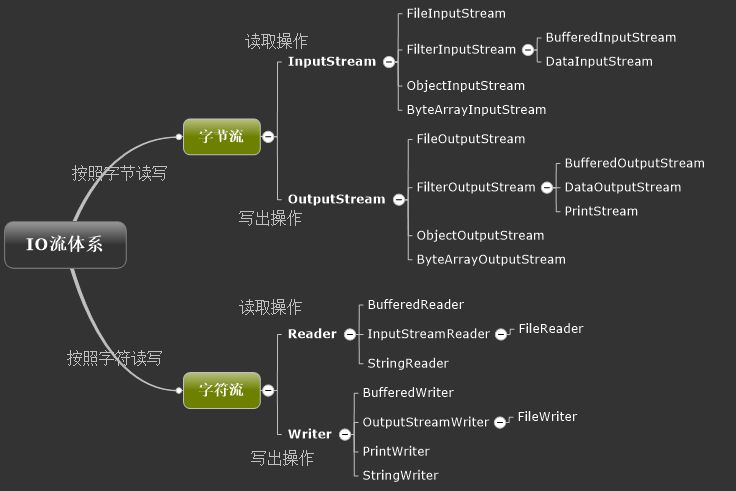 IO流体系
按照字节读写
字节流
读取操作
InputStream
FileInputStream
FilterInputStream
BufferedInputStream
DataInputStream
ObjectInputStream
ByteArrayInputStream
写出操作
OutputStream
FileOutputStream
FilterOutputStream
BufferedOutputStream
DataOutputStream
PrintStream
ObjectOutputStream
ByteArrayOutputStream
按照字符读写
字符流
读取操作
Reader
BufferedReader
InputStreamReader
FileReader
StringReader
写出操作
Writer
BufferedWriter
OutputStreamWriter
FileWriter
PrintWriter
StringWriter